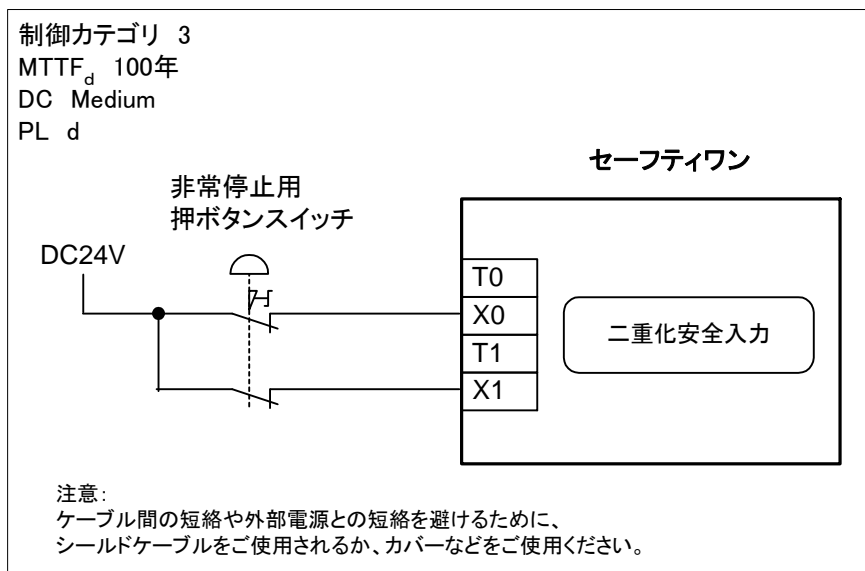 制御カテゴリ 3
MTTFd 100年
DC Medium
PL d
セーフティワン
非常停止用
押ボタンスイッチ
DC24V
T0
X0
T1
X1
二重化安全入力
注意:
ケーブル間の短絡や外部電源との短絡を避けるために、
シールドケーブルをご使用されるか、カバーなどをご使用ください。